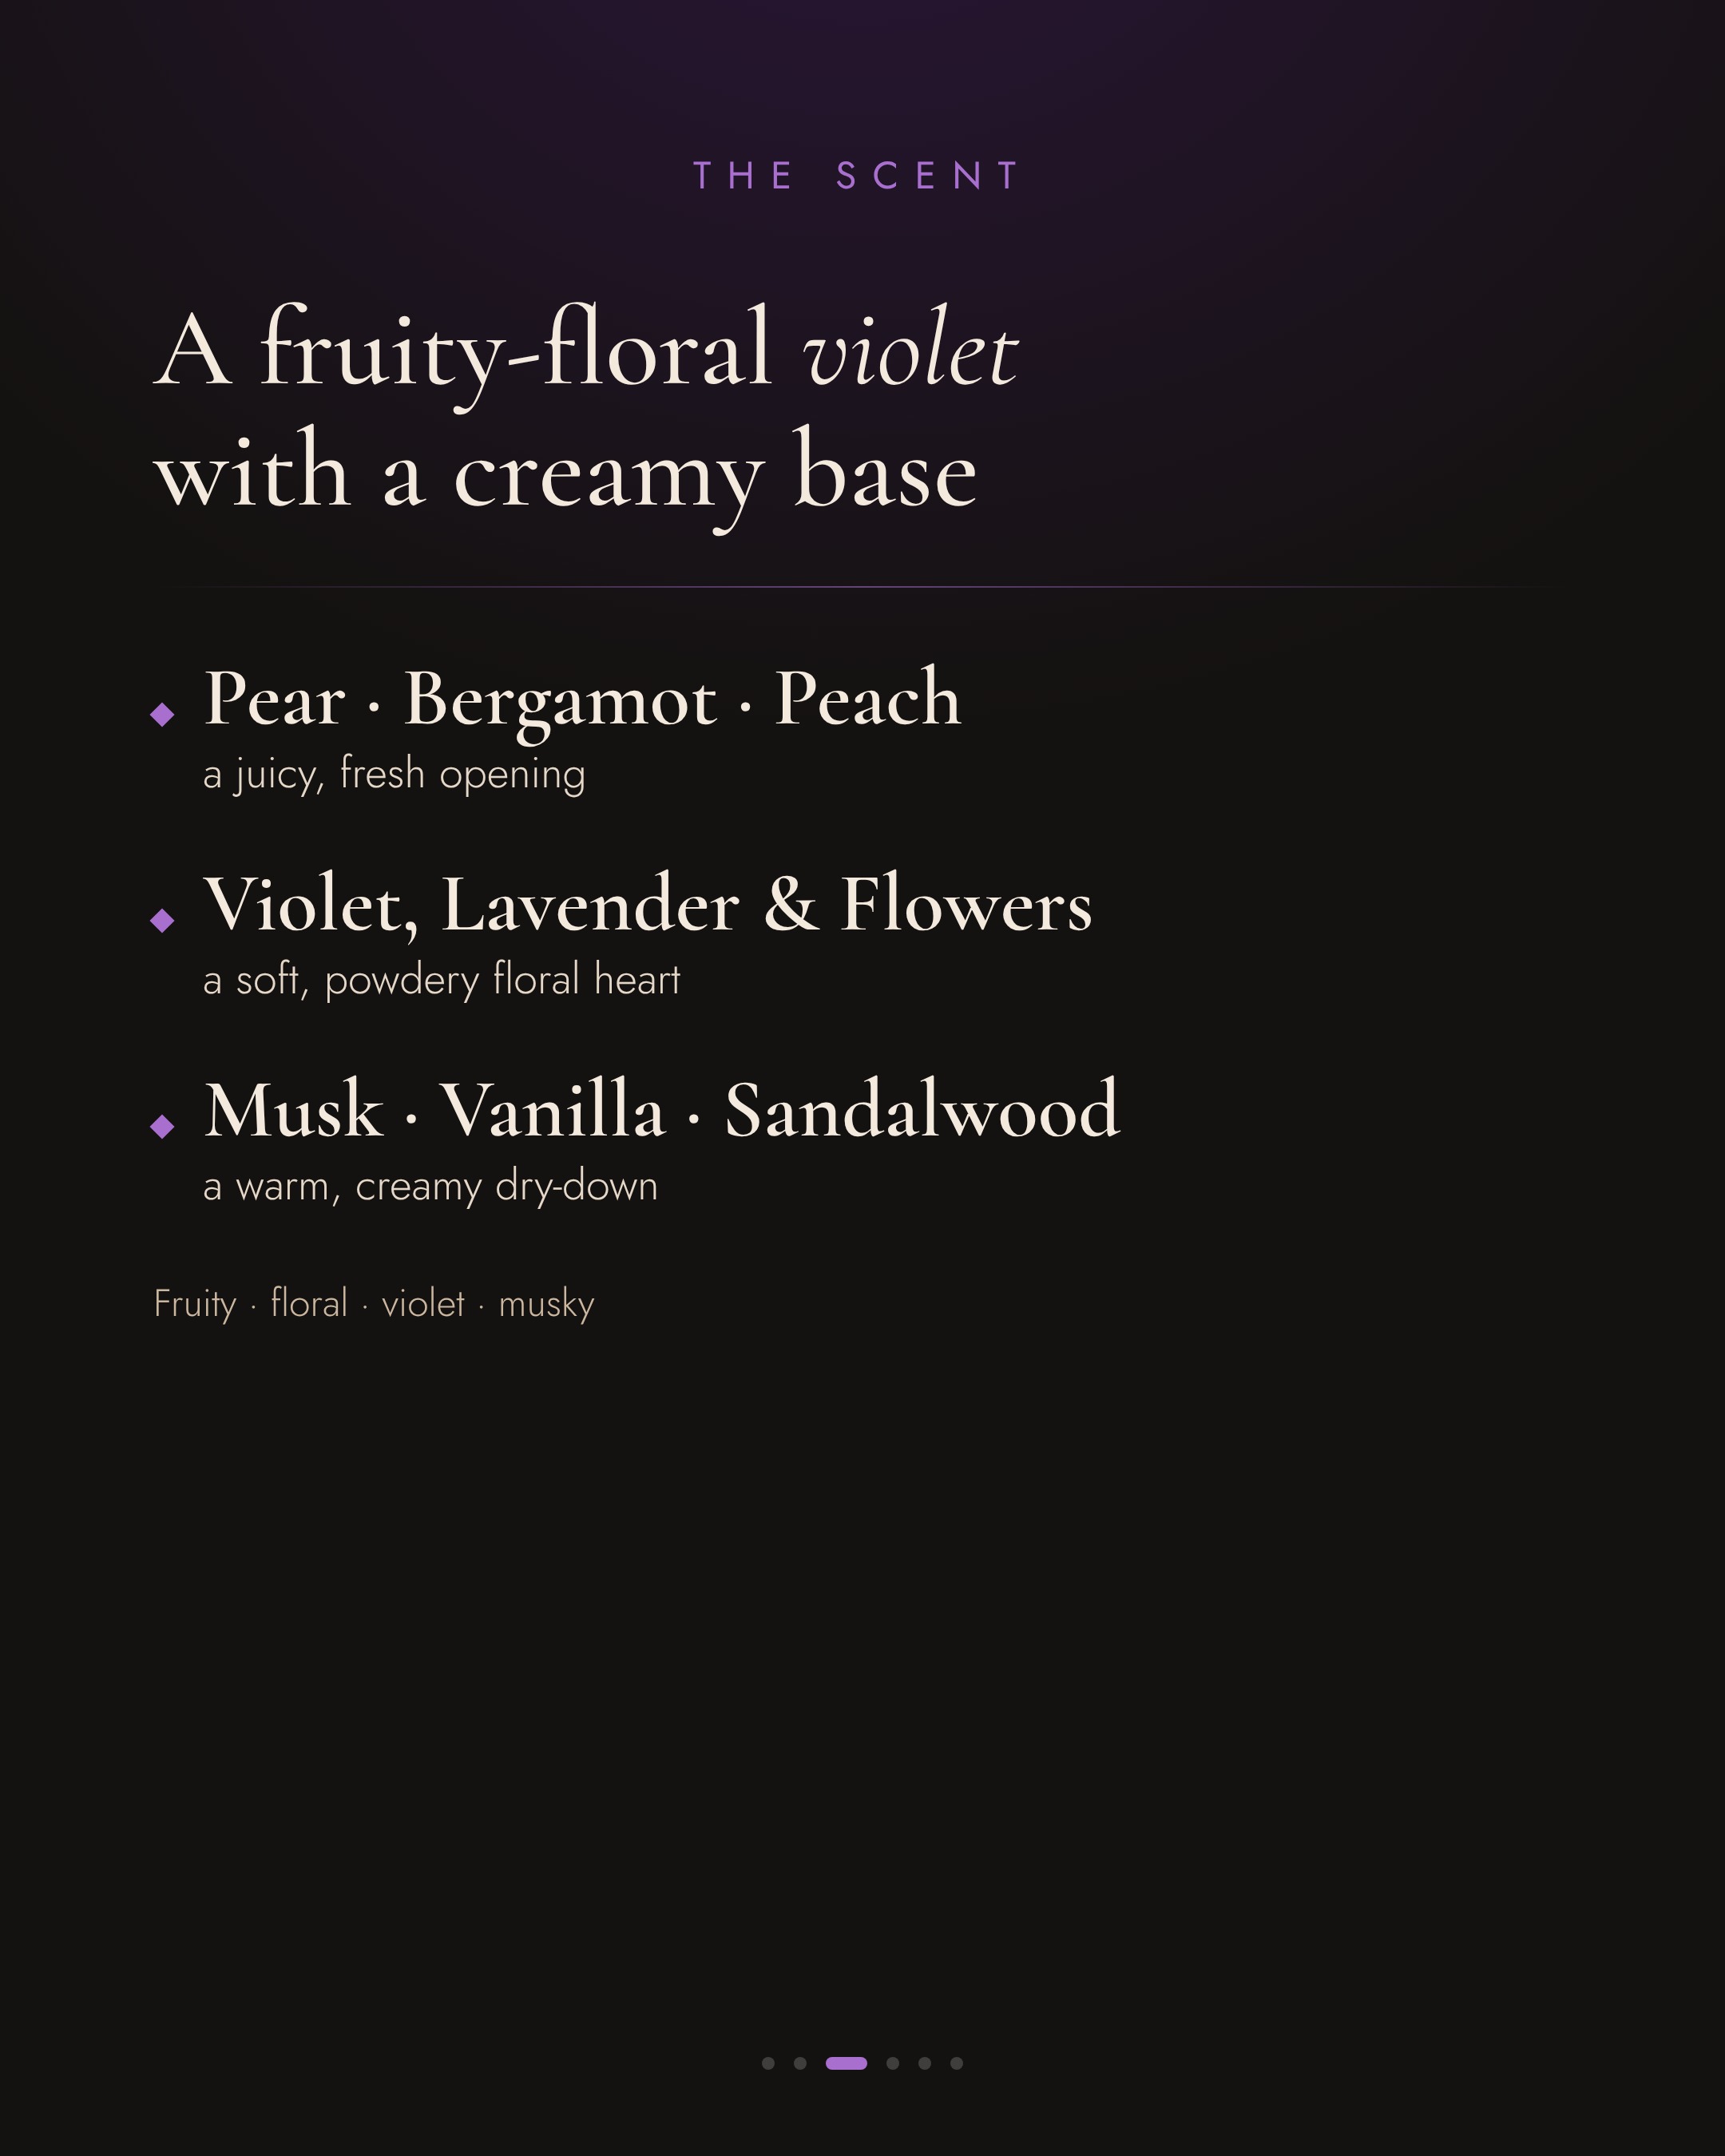 THE SCENT
A fruity-floral violet
with a creamy base
Pear · Bergamot · Peach
a juicy, fresh opening
Violet, Lavender & Flowers
a soft, powdery floral heart
Musk · Vanilla · Sandalwood
a warm, creamy dry-down
Fruity · floral · violet · musky